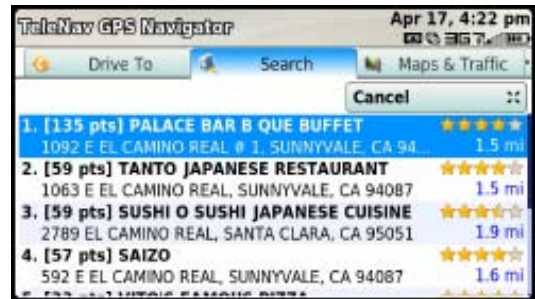 TeleNav GPS Navigator
Apr 17, 4:22 pm
3G
Drive To
Search
Maps & Traffic
Cancel
1. [135 pts] PALACE BAR B QUE BUFFET
1092 E EL CAMINO REAL # 1, SUNNYVALE, CA 94...
1.5 mi
2. [59 pts] TANTO JAPANESE RESTAURANT
1063 E EL CAMINO REAL, SUNNYVALE, CA 94087
1.5 mi
3. [59 pts] SUSHI O SUSHI JAPANESE CUISINE
2789 EL CAMINO REAL, SANTA CLARA, CA 95051
1.9 mi
4. [57 pts] SAIZO
592 E EL CAMINO REAL, SUNNYVALE, CA 94087
1.6 mi